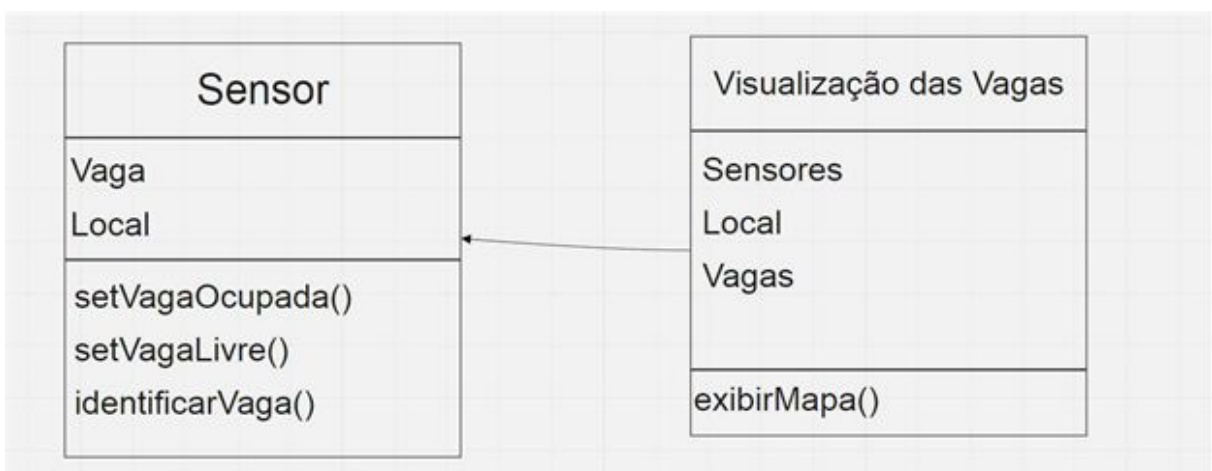 Sensor
Vaga
Local
setVagaOcupada()
setVagaLivre()
identificarVaga()
Visualização das Vagas
Sensores
Local
Vagas
exibirMapa()